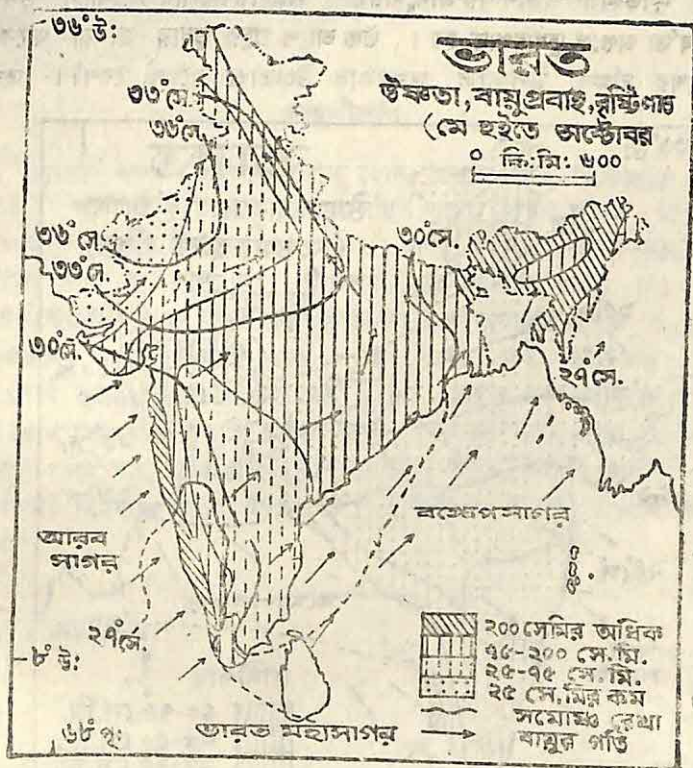 ৩৬° উঃ
ভারত
উষ্ণতা, বায়ুপ্রবাহ, বৃষ্টিপাত
(মে হইতে অক্টোবর
০ কিঃমিঃ ৬০০
৩৩° সে.
৩৬° সে.
৩৬° সে.
৩৩° সে.
৩০° সে.
৩০° সে.
২৭° সে.
আরব
সাগর
বঙ্গোপসাগর
২৭° সে.
৮° উঃ
৬৮° পূঃ
ভারত মহাসাগর
২০০ সেমির অধিক
৭৫-২০০ সে.মি.
২৫-৭৫ সে.মি.
২৫ সে.মির কম
সমোষ্ণ রেখা
বায়ুর গতি